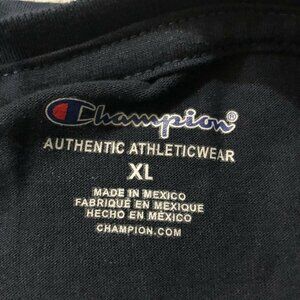 Champion®
AUTHENTIC ATHLETICWEAR
XL
MADE IN MEXICO
FABRIQUÉ EN MEXIQUE
HECHO EN MÉXICO
CHAMPION.COM